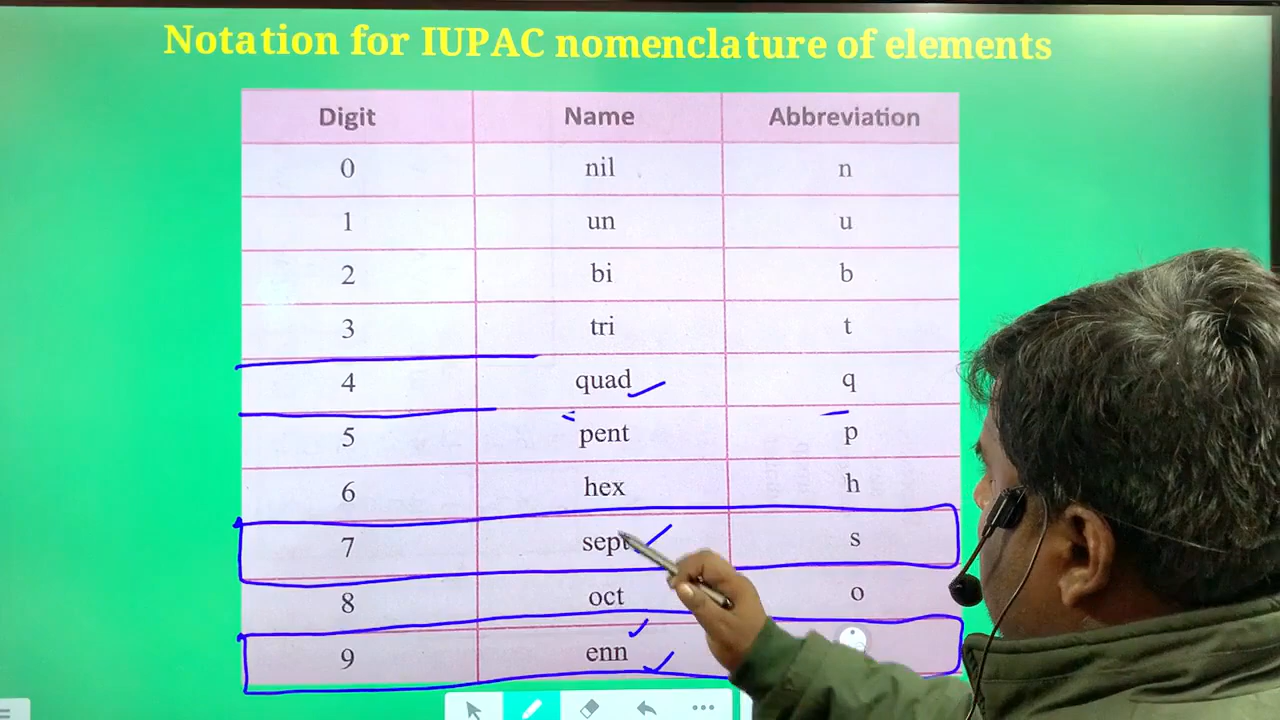 Notation for IUPAC nomenclature of elements
Digit Name Abbreviation
0 nil n
1 un u
2 bi b
3 tri t
4 quad q
5 pent p
6 hex h
7 sept s
8 oct o
9 enn